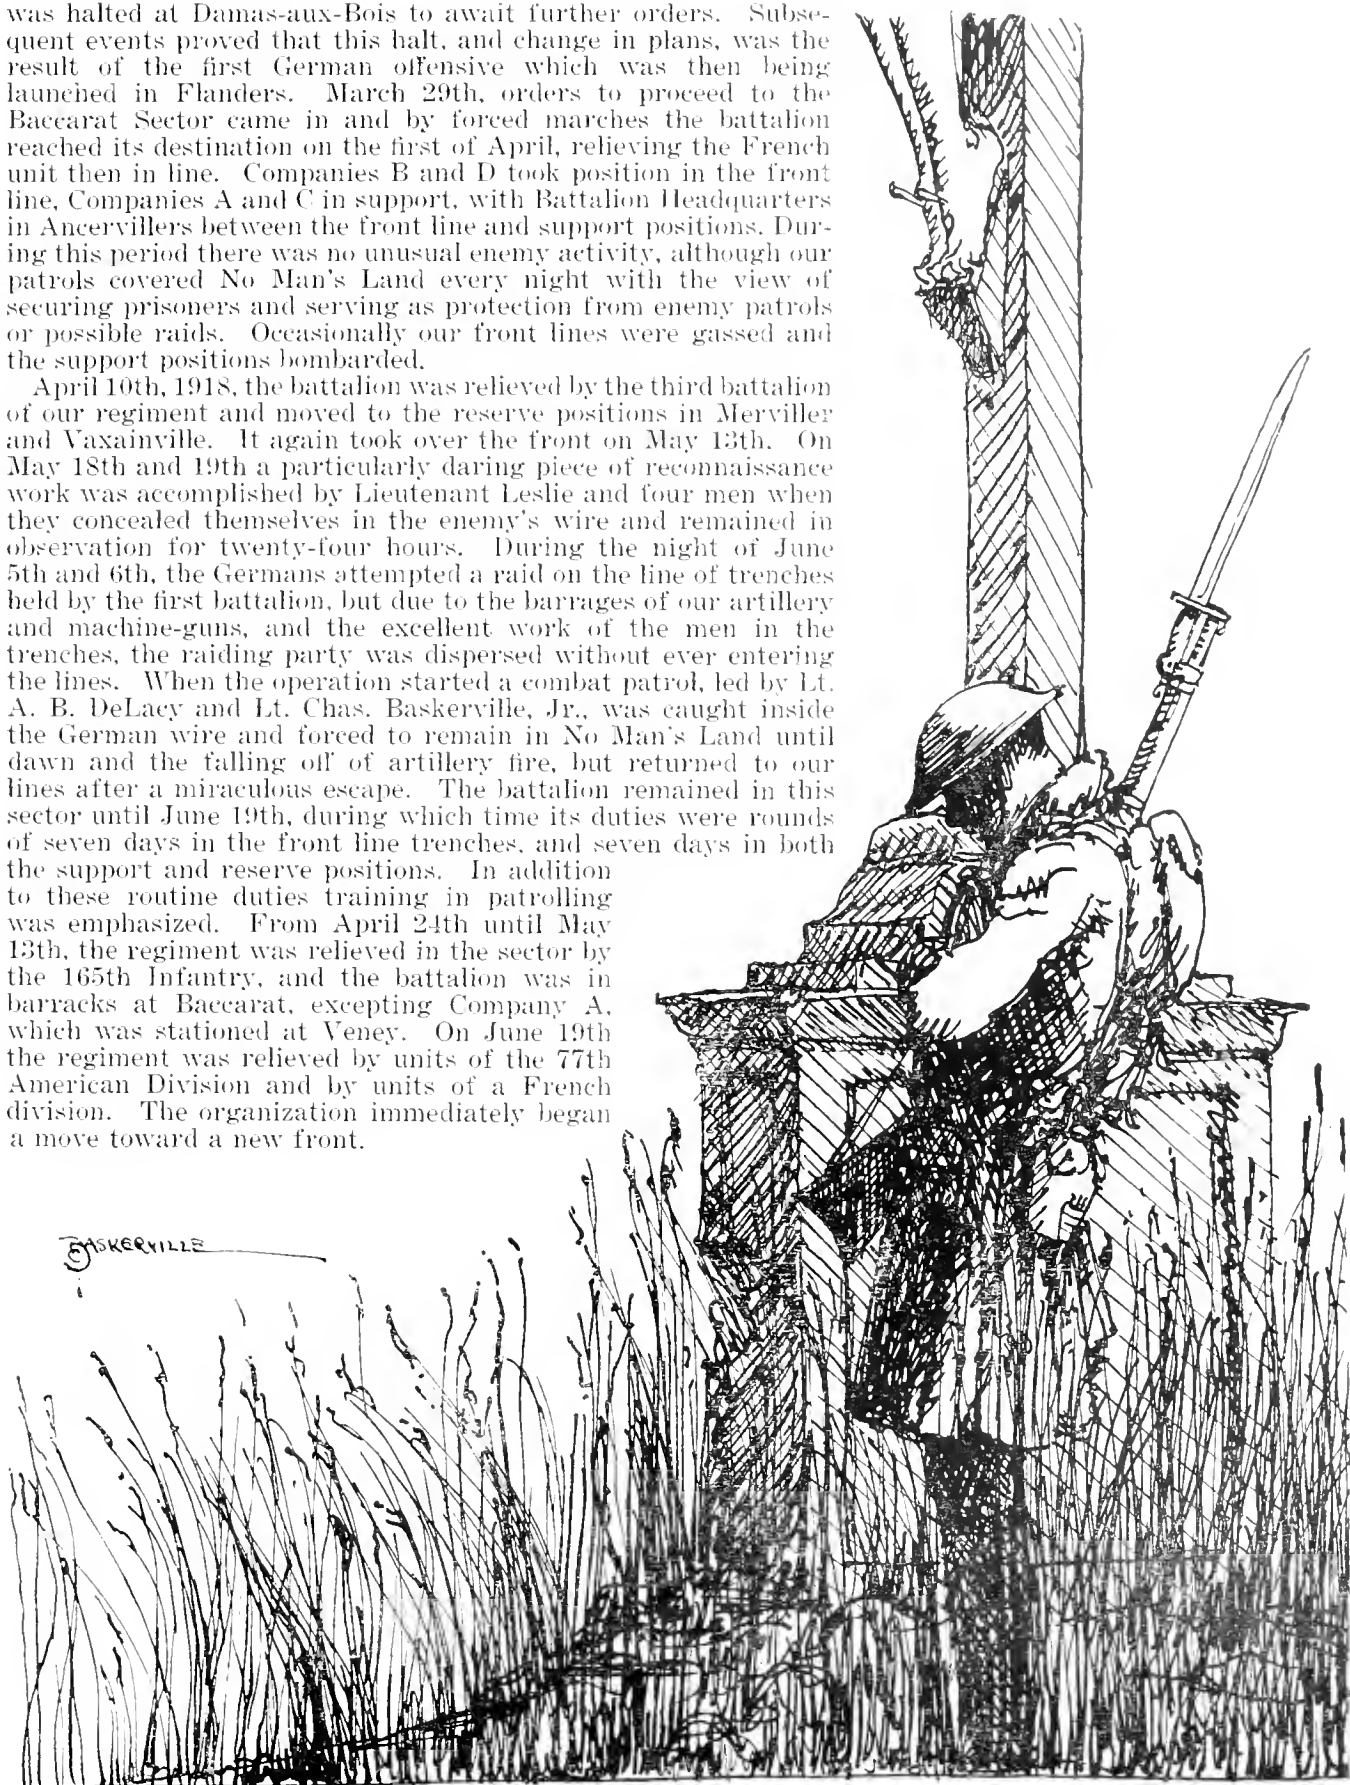 was halted at Damas-aux-Bois to await further orders. Subse-
quent events proved that this halt, and change in plans, was the
result of the first German offensive which was then being
launched in Flanders. March 29th, orders to proceed to the
Baccarat Sector came in and by forced marches the battalion
reached its destination on the first of April, relieving the French
unit then in line. Companies B and D took position in the front
line, Companies A and C in support, with Battalion Headquarters
in Ancervillers between the front line and support positions. Dur-
ing this period there was no unusual enemy activity, although our
patrols covered No Man's Land every night with the view of
securing prisoners and serving as protection from enemy patrols
or possible raids. Occasionally our front lines were gassed and
the support positions bombarded.
April 10th, 1918, the battalion was relieved by the third battalion
of our regiment and moved to the reserve positions in Merviller
and Vaxainville. It again took over the front on May 13th. On
May 18th and 19th a particularly daring piece of reconnaissance
work was accomplished by Lieutenant Leslie and four men when
they concealed themselves in the enemy's wire and remained in
observation for twenty-four hours. During the night of June
5th and 6th, the Germans attempted a raid on the line of trenches
held by the first battalion, but due to the barrages of our artillery
and machine-guns, and the excellent work of the men in the
trenches, the raiding party was dispersed without ever entering
the lines. When the operation started a combat patrol, led by Lt.
A. B. DeLacy and Lt. Chas. Baskerville, Jr., was caught inside
the German wire and forced to remain in No Man's Land until
dawn and the falling off of artillery fire, but returned to our
lines after a miraculous escape. The battalion remained in this
sector until June 19th, during which time its duties were rounds
of seven days in the front line trenches, and seven days in both
the support and reserve positions. In addition
to these routine duties training in patrolling
was emphasized. From April 24th until May
13th, the regiment was relieved in the sector by
the 165th Infantry, and the battalion was in
barracks at Baccarat, excepting Company A,
which was stationed at Veney. On June 19th
the regiment was relieved by units of the 77th
American Division and by units of a French
division. The organization immediately began
a move toward a new front.
BASKERVILLE